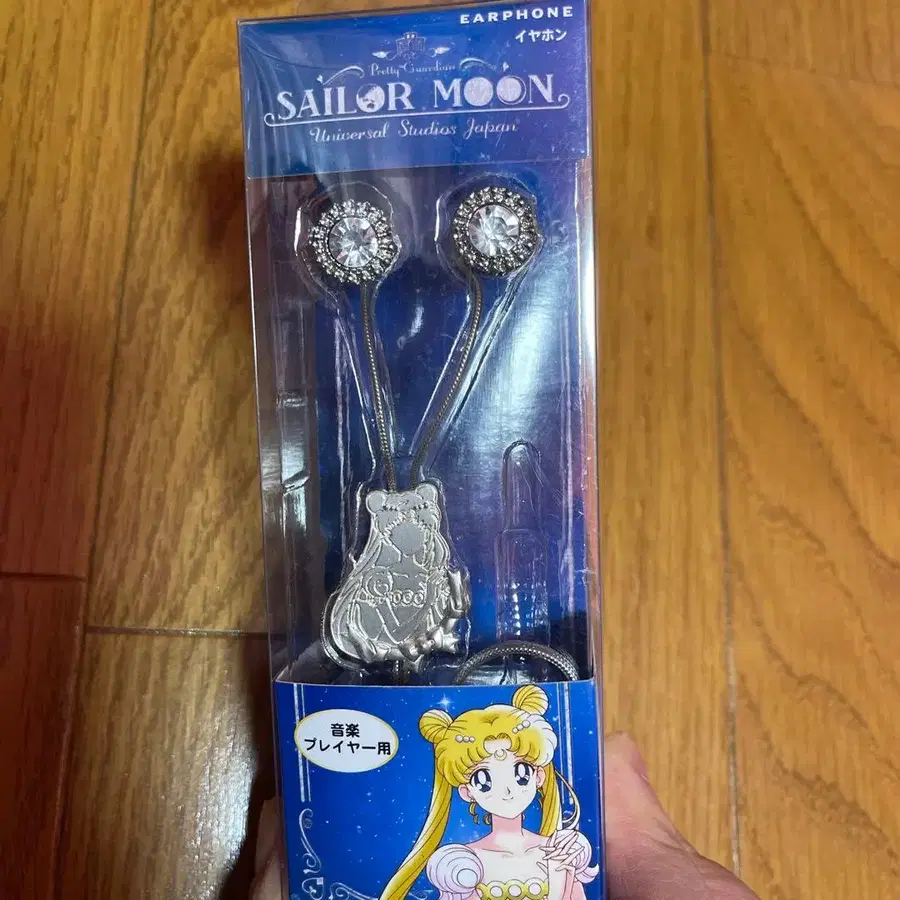 EARPHONE
イヤホン
Pretty Guardian
SAILOR MOON
Universal Studios Japan
音楽
プレイヤー用